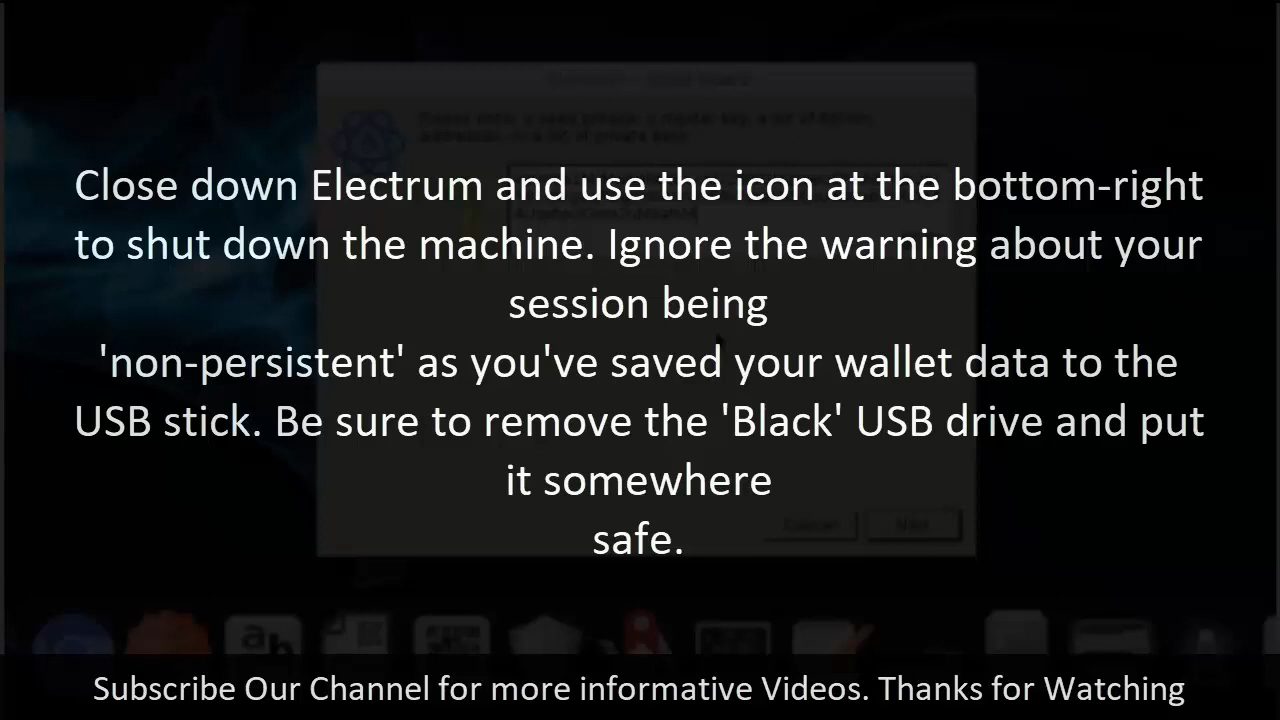 Close down Electrum and use the icon at the bottom-right
to shut down the machine. Ignore the warning about your
session being
'non-persistent' as you've saved your wallet data to the
USB stick. Be sure to remove the 'Black' USB drive and put
it somewhere
safe.
Subscribe Our Channel for more informative Videos. Thanks for Watching